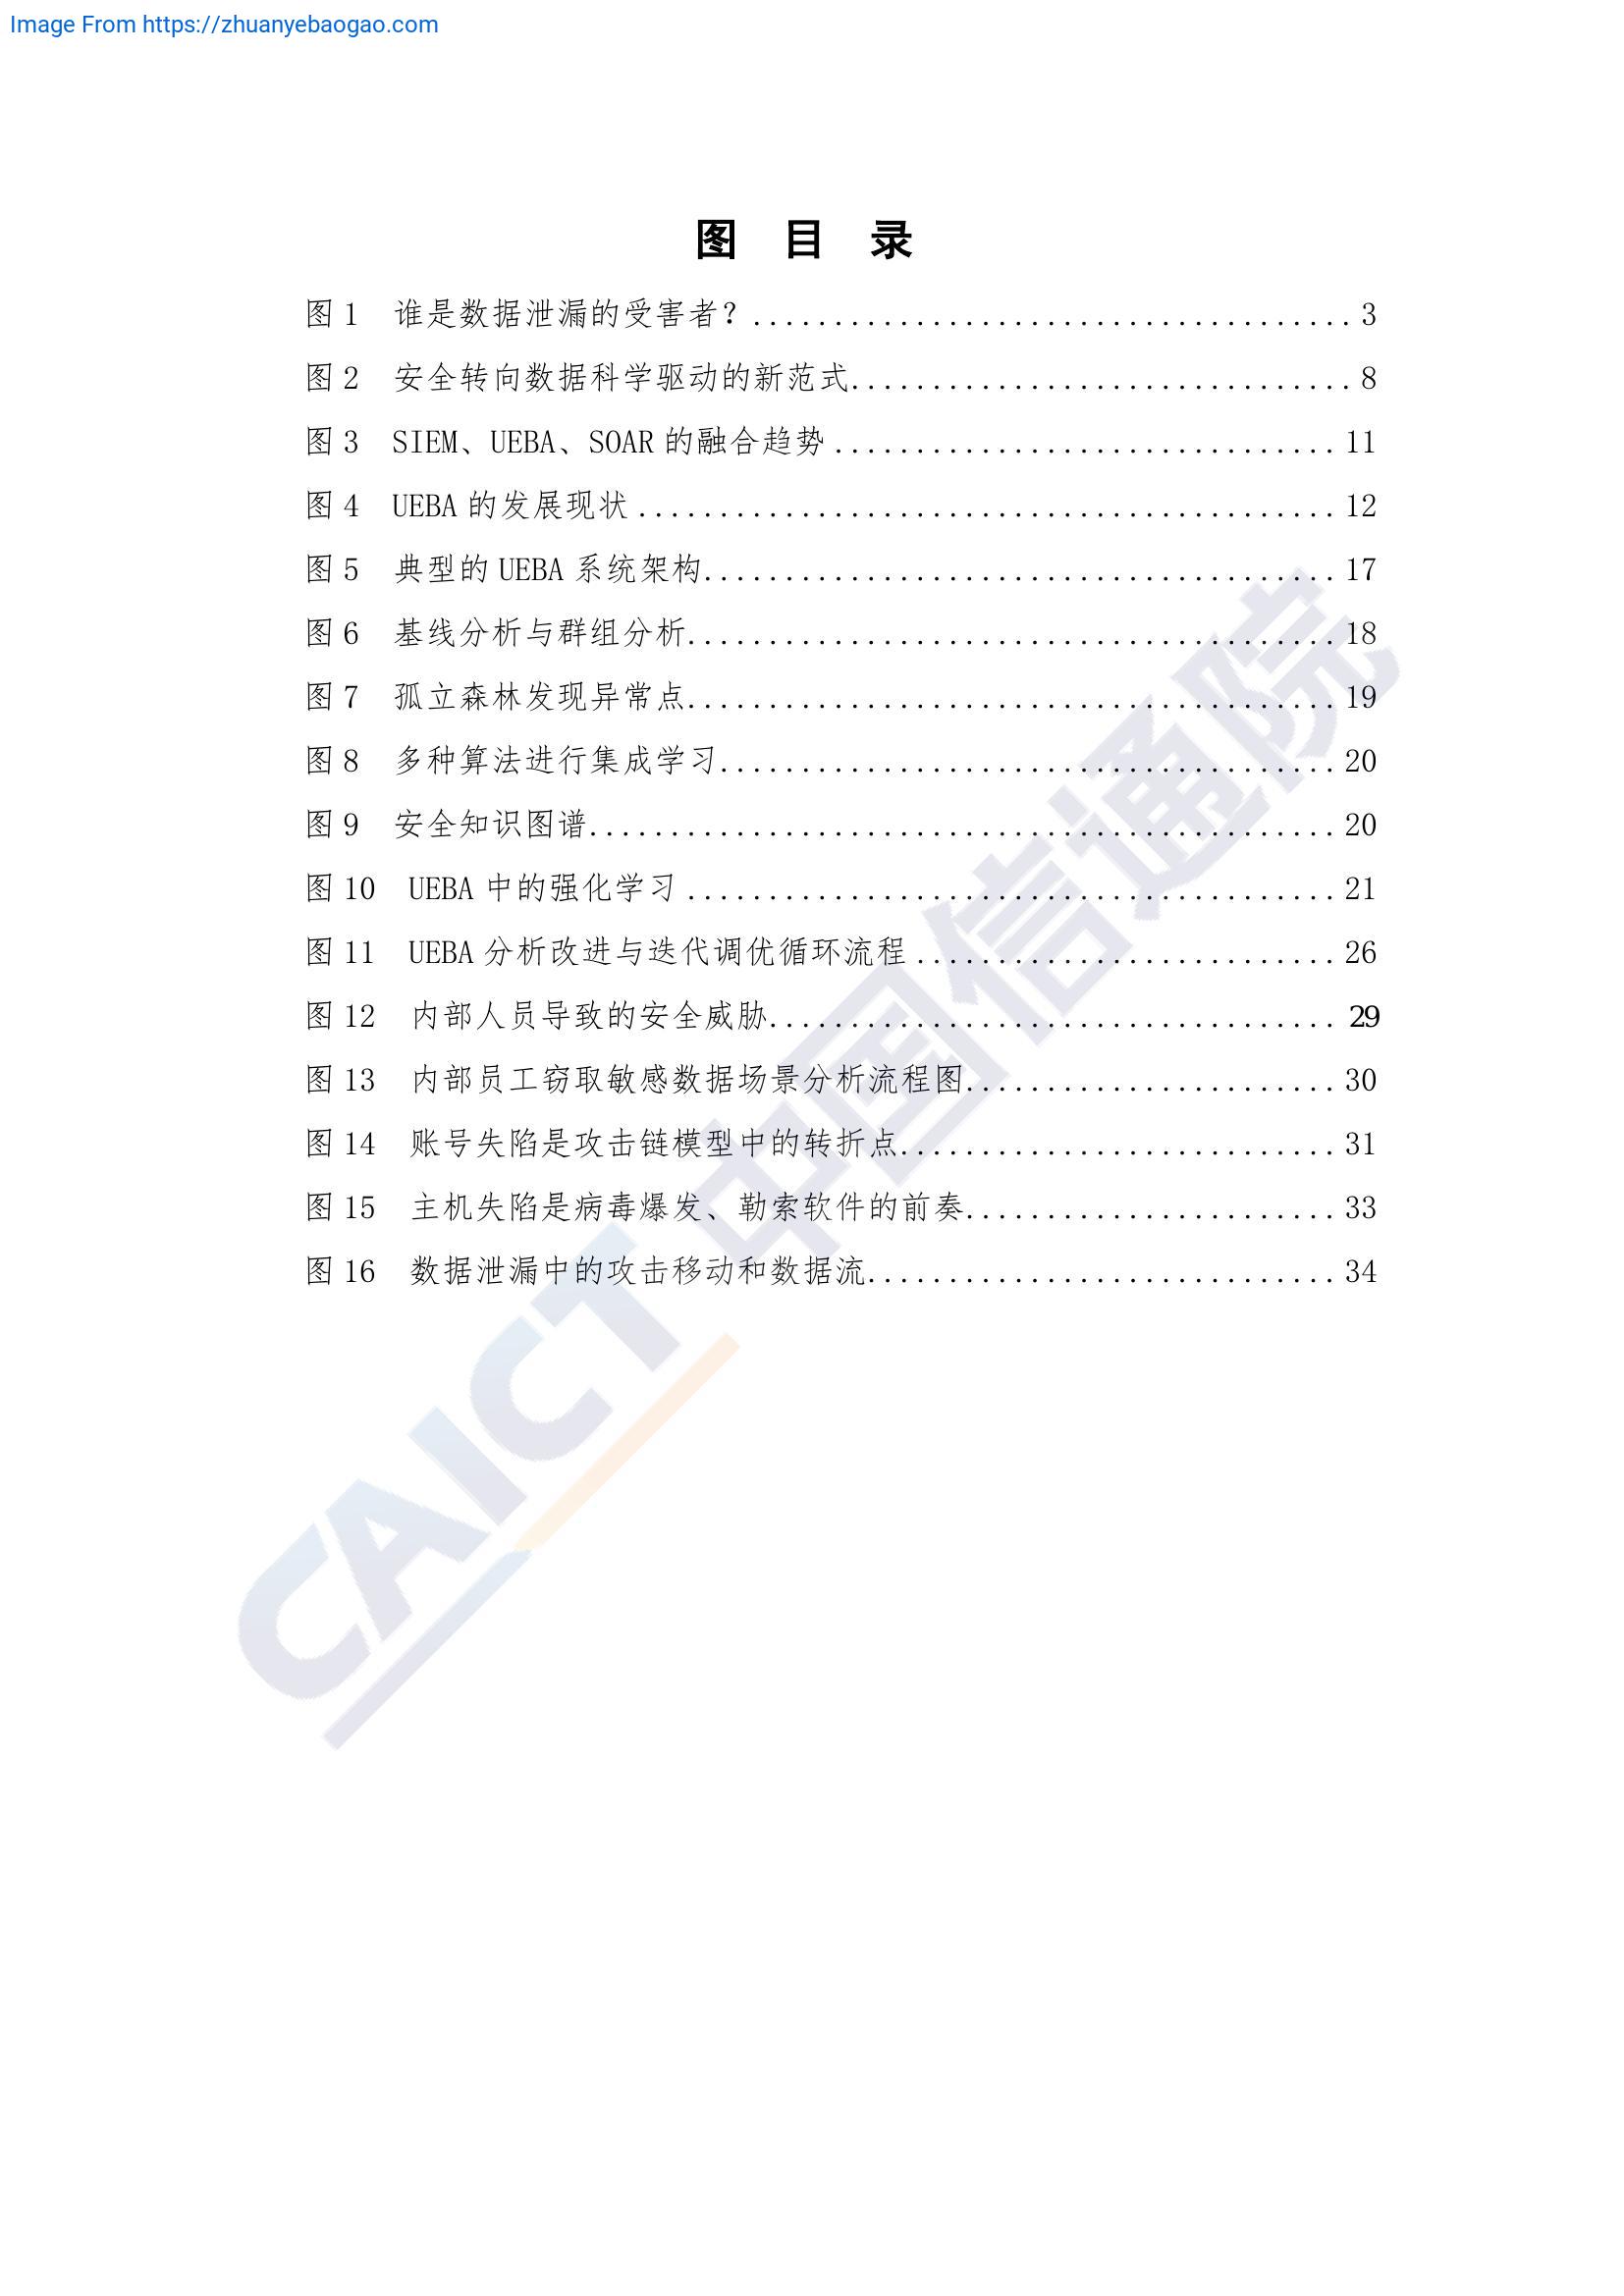 Image From https://zhuanyebaogao.com
图 目 录
图 1 谁是数据泄漏的受害者？..................................... 3
图 2 安全转向数据科学驱动的新范式............................... 8
图 3 SIEM、UEBA、SOAR 的融合趋势 ............................... 11
图 4 UEBA 的发展现状 ........................................... 12
图 5 典型的 UEBA 系统架构....................................... 17
图 6 基线分析与群组分析........................................ 18
图 7 孤立森林发现异常点........................................ 19
图 8 多种算法进行集成学习...................................... 20
图 9 安全知识图谱.............................................. 20
图 10 UEBA 中的强化学习 ........................................ 21
图 11 UEBA 分析改进与迭代调优循环流程 .......................... 26
图 12 内部人员导致的安全威胁................................... 29
图 13 内部员工窃取敏感数据场景分析流程图....................... 30
图 14 账号失陷是攻击链模型中的转折点........................... 31
图 15 主机失陷是病毒爆发、勒索软件的前奏....................... 33
图 16 数据泄漏中的攻击移动和数据流............................. 34
CAICT 中国信通院